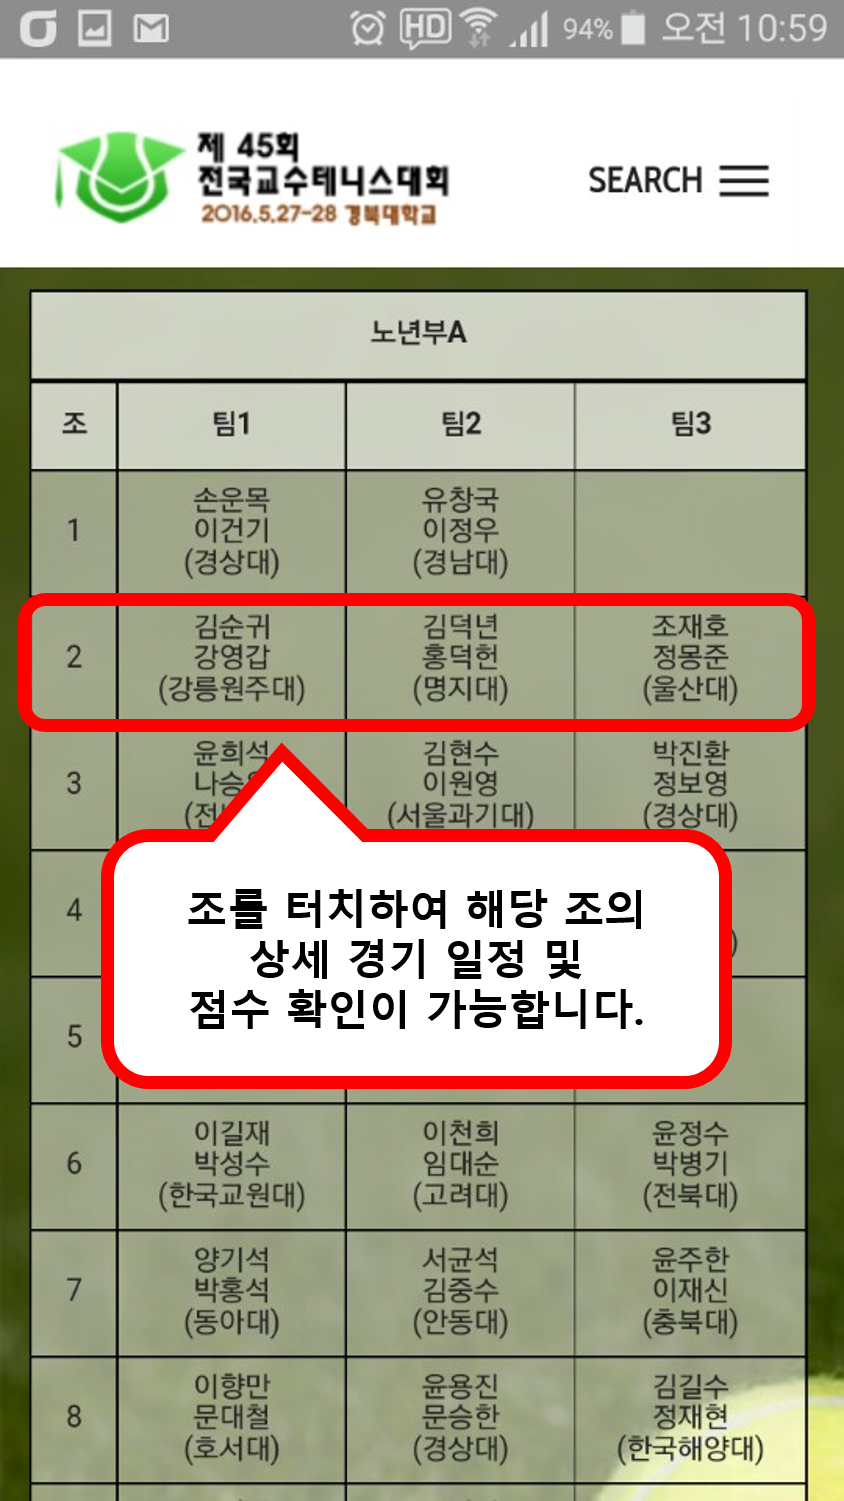 94% 오전 10:59
제 45회
전국교수테니스대회
2016.5.27-28 경북대학교
SEARCH
노년부A
조 팀1 팀2 팀3
1
손운목
이건기
(경상대)
유창국
이정우
(경남대)
2
김순귀
강영갑
(강릉원주대)
김덕년
홍덕헌
(명지대)
조재호
정몽준
(울산대)
3
윤희석
김현수
이원영
(서울과기대)
박진환
정보영
(경상대)
조를 터치하여 해당 조의
상세 경기 일정 및
점수 확인이 가능합니다.
4
5
6
이길재
박성수
(한국교원대)
이천희
임대순
(고려대)
윤정수
박병기
(전북대)
7
양기석
박홍석
(동아대)
서균석
김중수
(안동대)
윤주한
이재신
(충북대)
8
이향만
문대철
(호서대)
윤용진
문승한
(경상대)
김길수
정재현
(한국해양대)